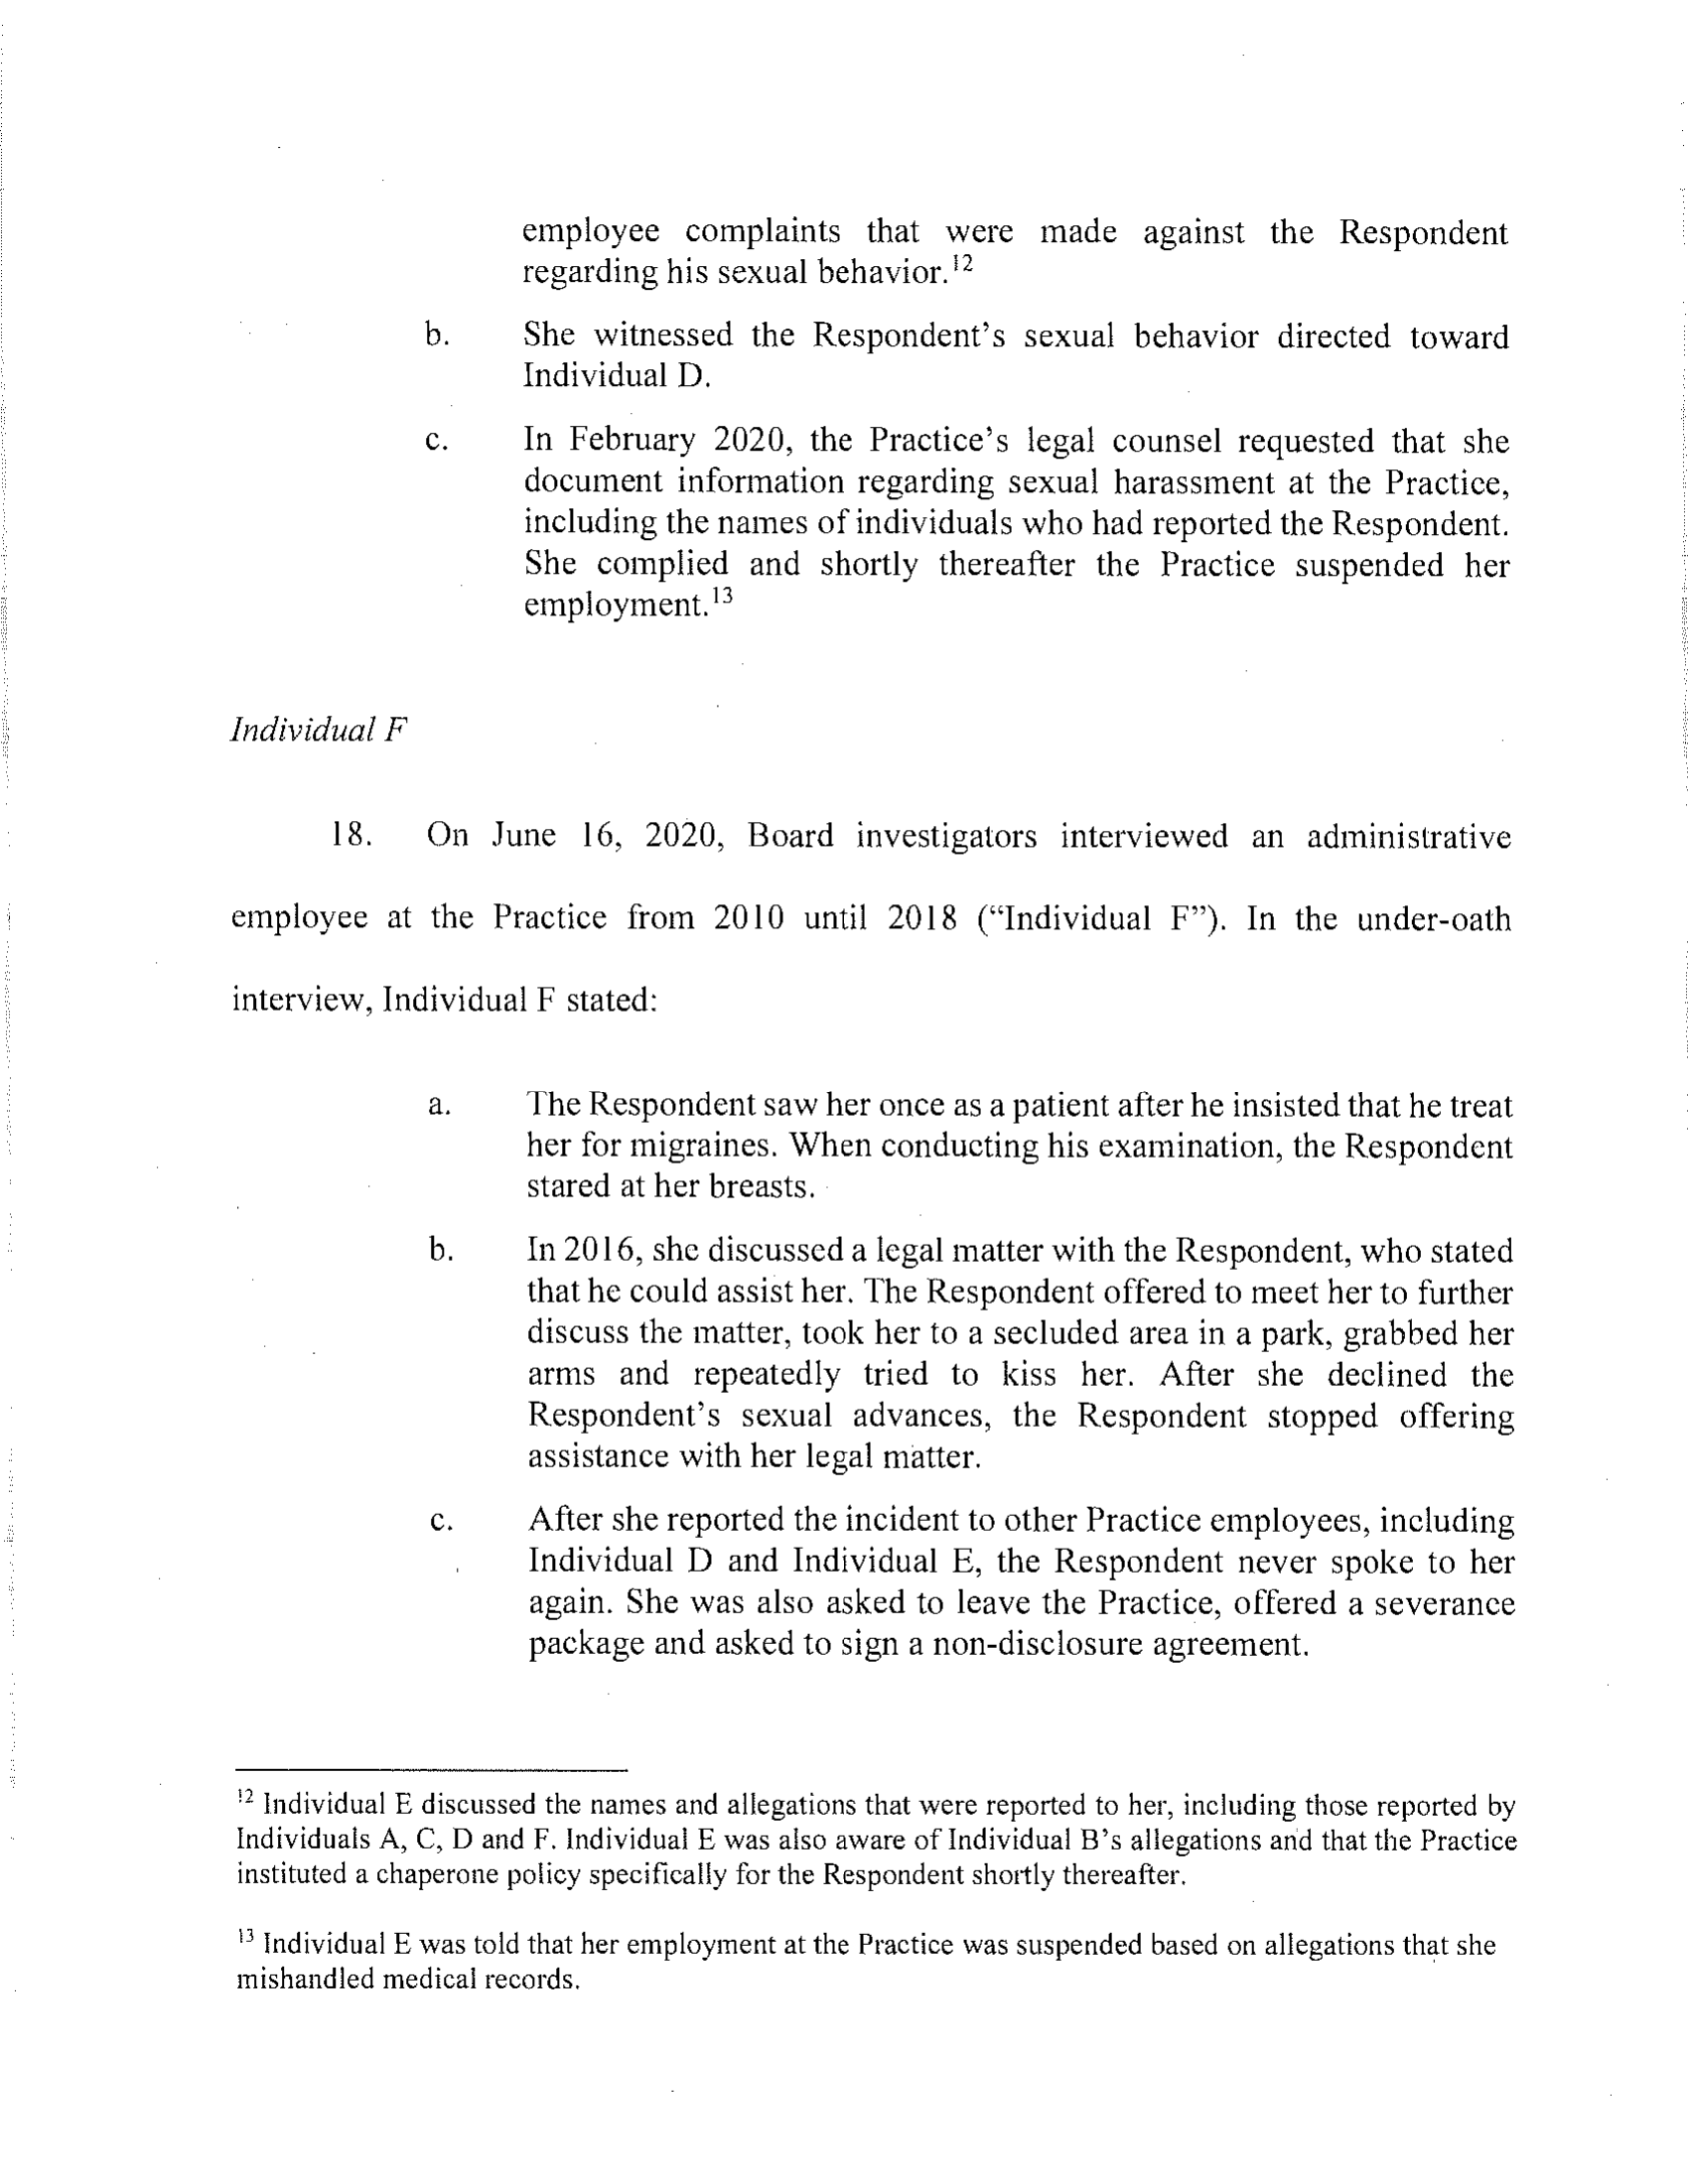 employee complaints that were made against the Respondent
regarding his sexual behavior.12
b. She witnessed the Respondent's sexual behavior directed toward
Individual D.
c. In February 2020, the Practice's legal counsel requested that she
document information regarding sexual harassment at the Practice,
including the names of individuals who had reported the Respondent.
She complied and shortly thereafter the Practice suspended her
employment.13
Individual F
18. On June 16, 2020, Board investigators interviewed an administrative
employee at the Practice from 2010 until 2018 (“Individual F”). In the under-oath
interview, Individual F stated:
a. The Respondent saw her once as a patient after he insisted that he treat
her for migraines. When conducting his examination, the Respondent
stared at her breasts.
b. In 2016, she discussed a legal matter with the Respondent, who stated
that he could assist her. The Respondent offered to meet her to further
discuss the matter, took her to a secluded area in a park, grabbed her
arms and repeatedly tried to kiss her. After she declined the
Respondent's sexual advances, the Respondent stopped offering
assistance with her legal matter.
c. After she reported the incident to other Practice employees, including
Individual D and Individual E, the Respondent never spoke to her
again. She was also asked to leave the Practice, offered a severance
package and asked to sign a non-disclosure agreement.
12 Individual E discussed the names and allegations that were reported to her, including those reported by
Individuals A, C, D and F. Individual E was also aware of Individual B's allegations and that the Practice
instituted a chaperone policy specifically for the Respondent shortly thereafter.
13 Individual E was told that her employment at the Practice was suspended based on allegations that she
mishandled medical records.